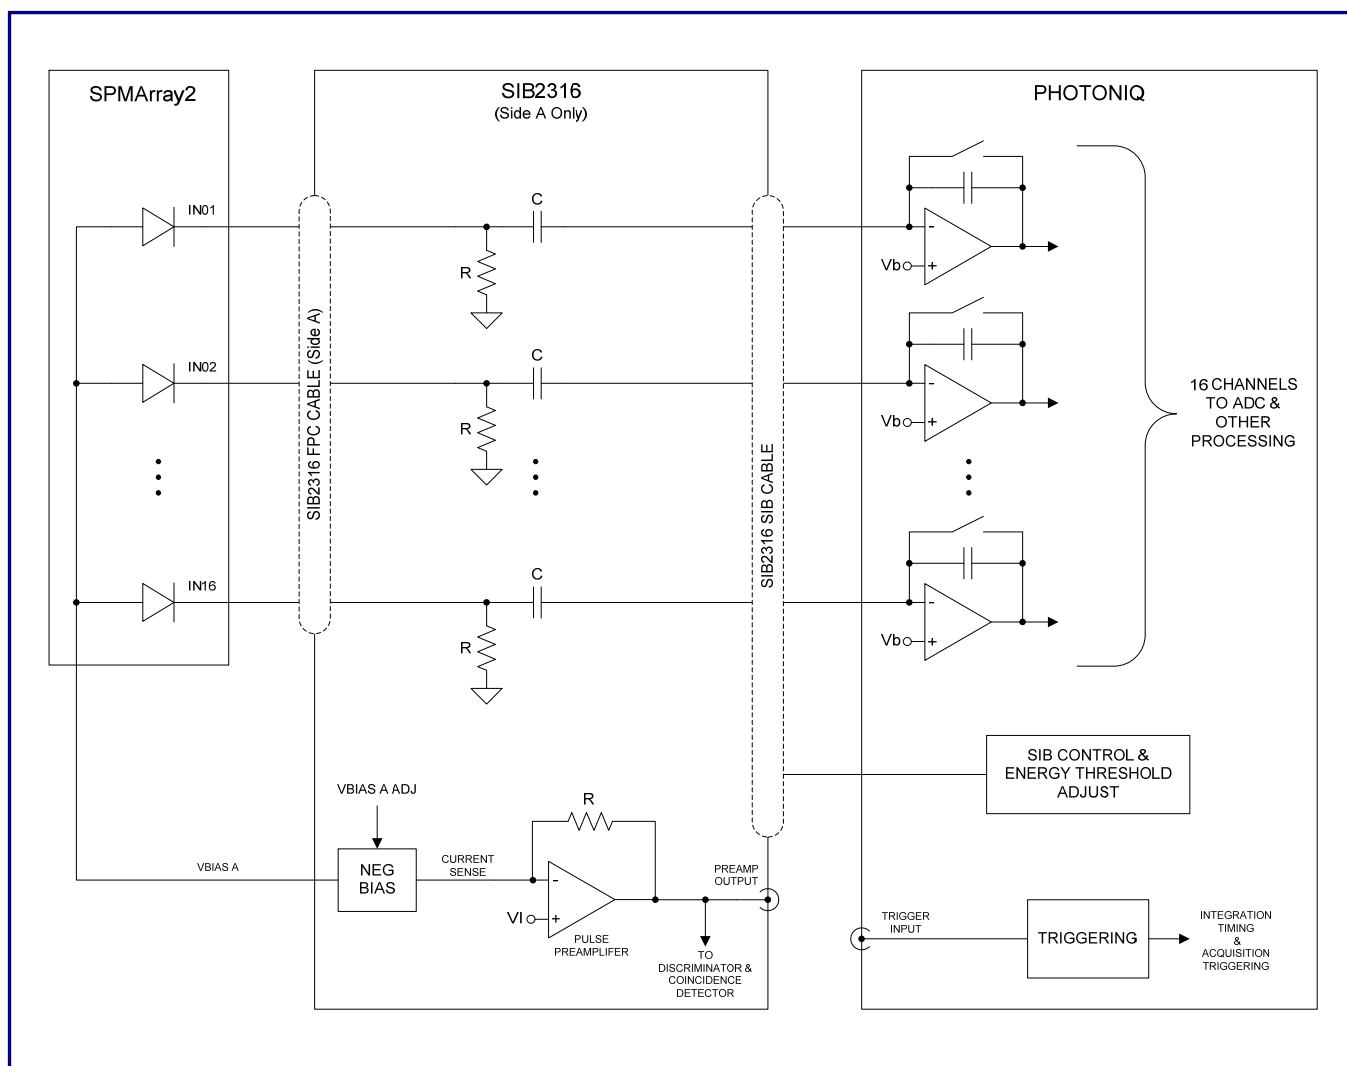 SPMArray2
SIB2316
(Side A Only)
PHOTONIQ
IN01
C
R
Vb
-
+
IN02
C
R
Vb
-
+
SIB2316 FPC CABLE (Side A)
SIB2316 SIB CABLE
16 CHANNELS
TO ADC &
OTHER
PROCESSING
IN16
C
R
Vb
-
+
SIB CONTROL &
ENERGY THRESHOLD
ADJUST
VBIAS A ADJ
R
VBIAS A
NEG
BIAS
CURRENT
SENSE
-
VI
+
PULSE
PREAMPLIFER
PREAMP
OUTPUT
TO
DISCRIMINATOR &
COINCIDENCE
DETECTOR
TRIGGER
INPUT
TRIGGERING
INTEGRATION
TIMING
&
ACQUISITION
TRIGGERING